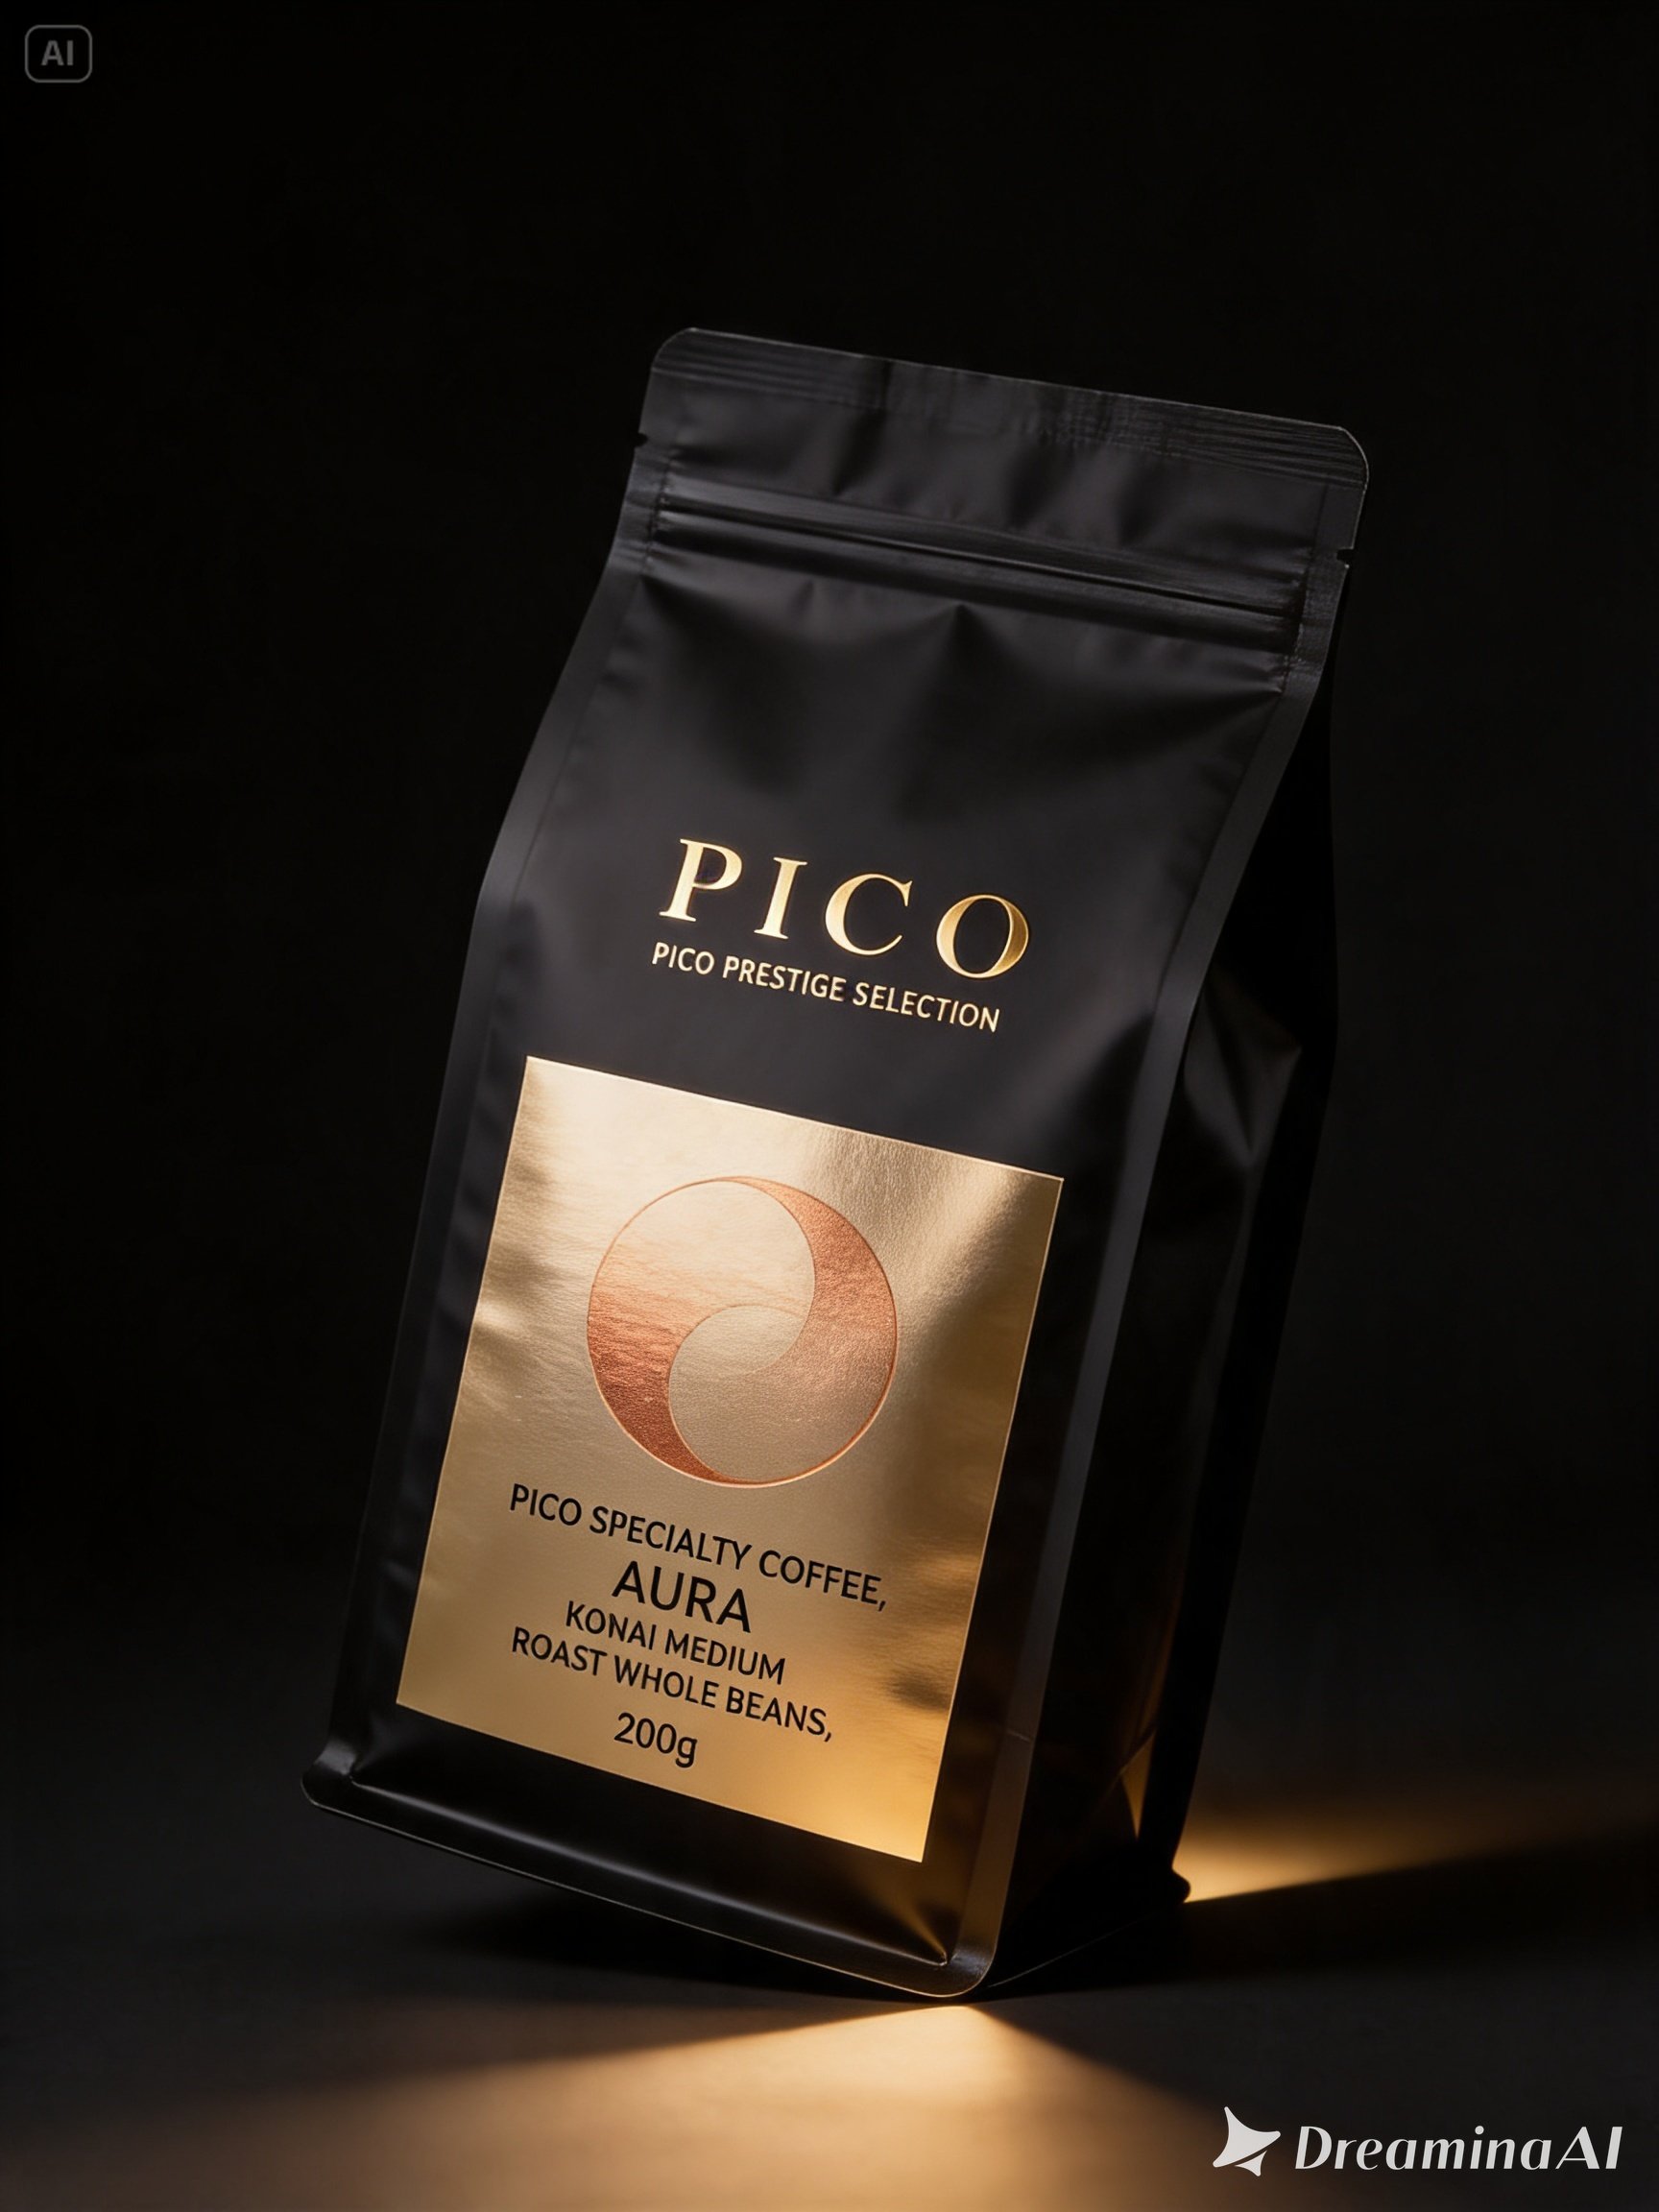 AI
PICO
PICO PRESTIGE SELECTION
PICO SPECIALTY COFFEE,
AURA
KONAI MEDIUM
ROAST WHOLE BEANS,
200g
DreaminaAI